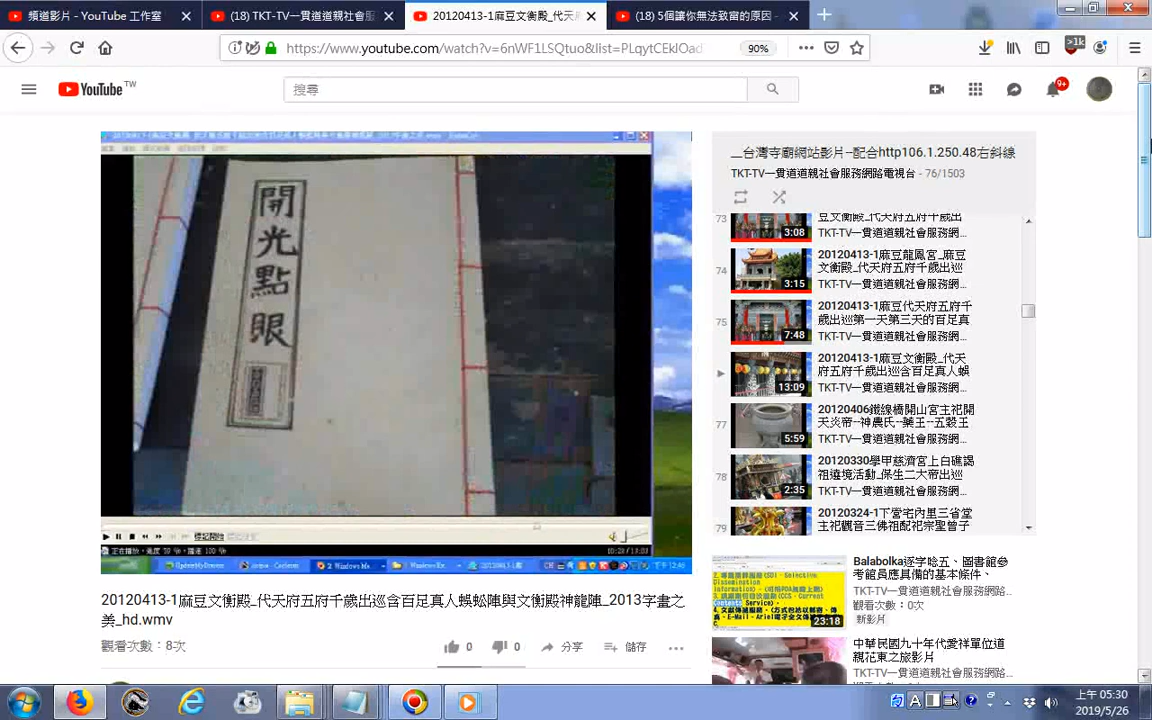 頻道影片 - YouTube 工作室
(18) TKT-TV一貫道道親社會服
20120413-1麻豆文衡殿_代天
(18) 5個讓你無法致富的原因 -
https://www.youtube.com/watch?v=6nWF1LSQtuo&list=PLqytCEkIOad
90%
>1k
YouTube TW
搜尋
9+
開光點眼
標記開始
20120413-1麻豆文衡殿_代天府五府千歲出巡含百足真人蜈蚣陣與文衡殿神龍陣_2013字畫之
美_hd.wmv
觀看次數：8次
0
0
分享
儲存
台灣寺廟網站影片--配合http106.1.250.48右斜線
TKT-TV一貫道道親社會服務網路電視台 - 76/1503
73
豆文衡殿_代天府五府千歲出
TKT-TV一貫道道親社會服務網...
3:08
74
20120413-1麻豆龍鳳宮_麻豆
文衡殿_代天府五府千歲出巡
TKT-TV一貫道道親社會服務網...
3:15
75
20120413-1麻豆代天府五府千
歲出巡第一天第三天的百足真
TKT-TV一貫道道親社會服務網...
7:48
20120413-1麻豆文衡殿_代天
府五府千歲出巡含百足真人蜈
TKT-TV一貫道道親社會服務網...
13:09
77
20120406鐵線橋開山宮主祀開
天炎帝--神農氏--藥王--五穀王
TKT-TV一貫道道親社會服務網...
5:59
78
20120330學甲慈濟宮上白礁謁
祖遶境活動_保生二大帝出巡
TKT-TV一貫道道親社會服務網...
2:35
79
20120324-1下營宅內里三省堂
主祀觀音三佛祖配祀宗聖曾子
Balabolka逐字唸五、圖書館參
考館員應具備的基本條件、
TKT-TV一貫道道親社會服務網路...
觀看次數：0次
新影片
23:18
中華民國九十年代愛祥單位道
親花東之旅影片
TKT-TV一貫道道親社會服務網路...
上午 05:30
2019/5/26